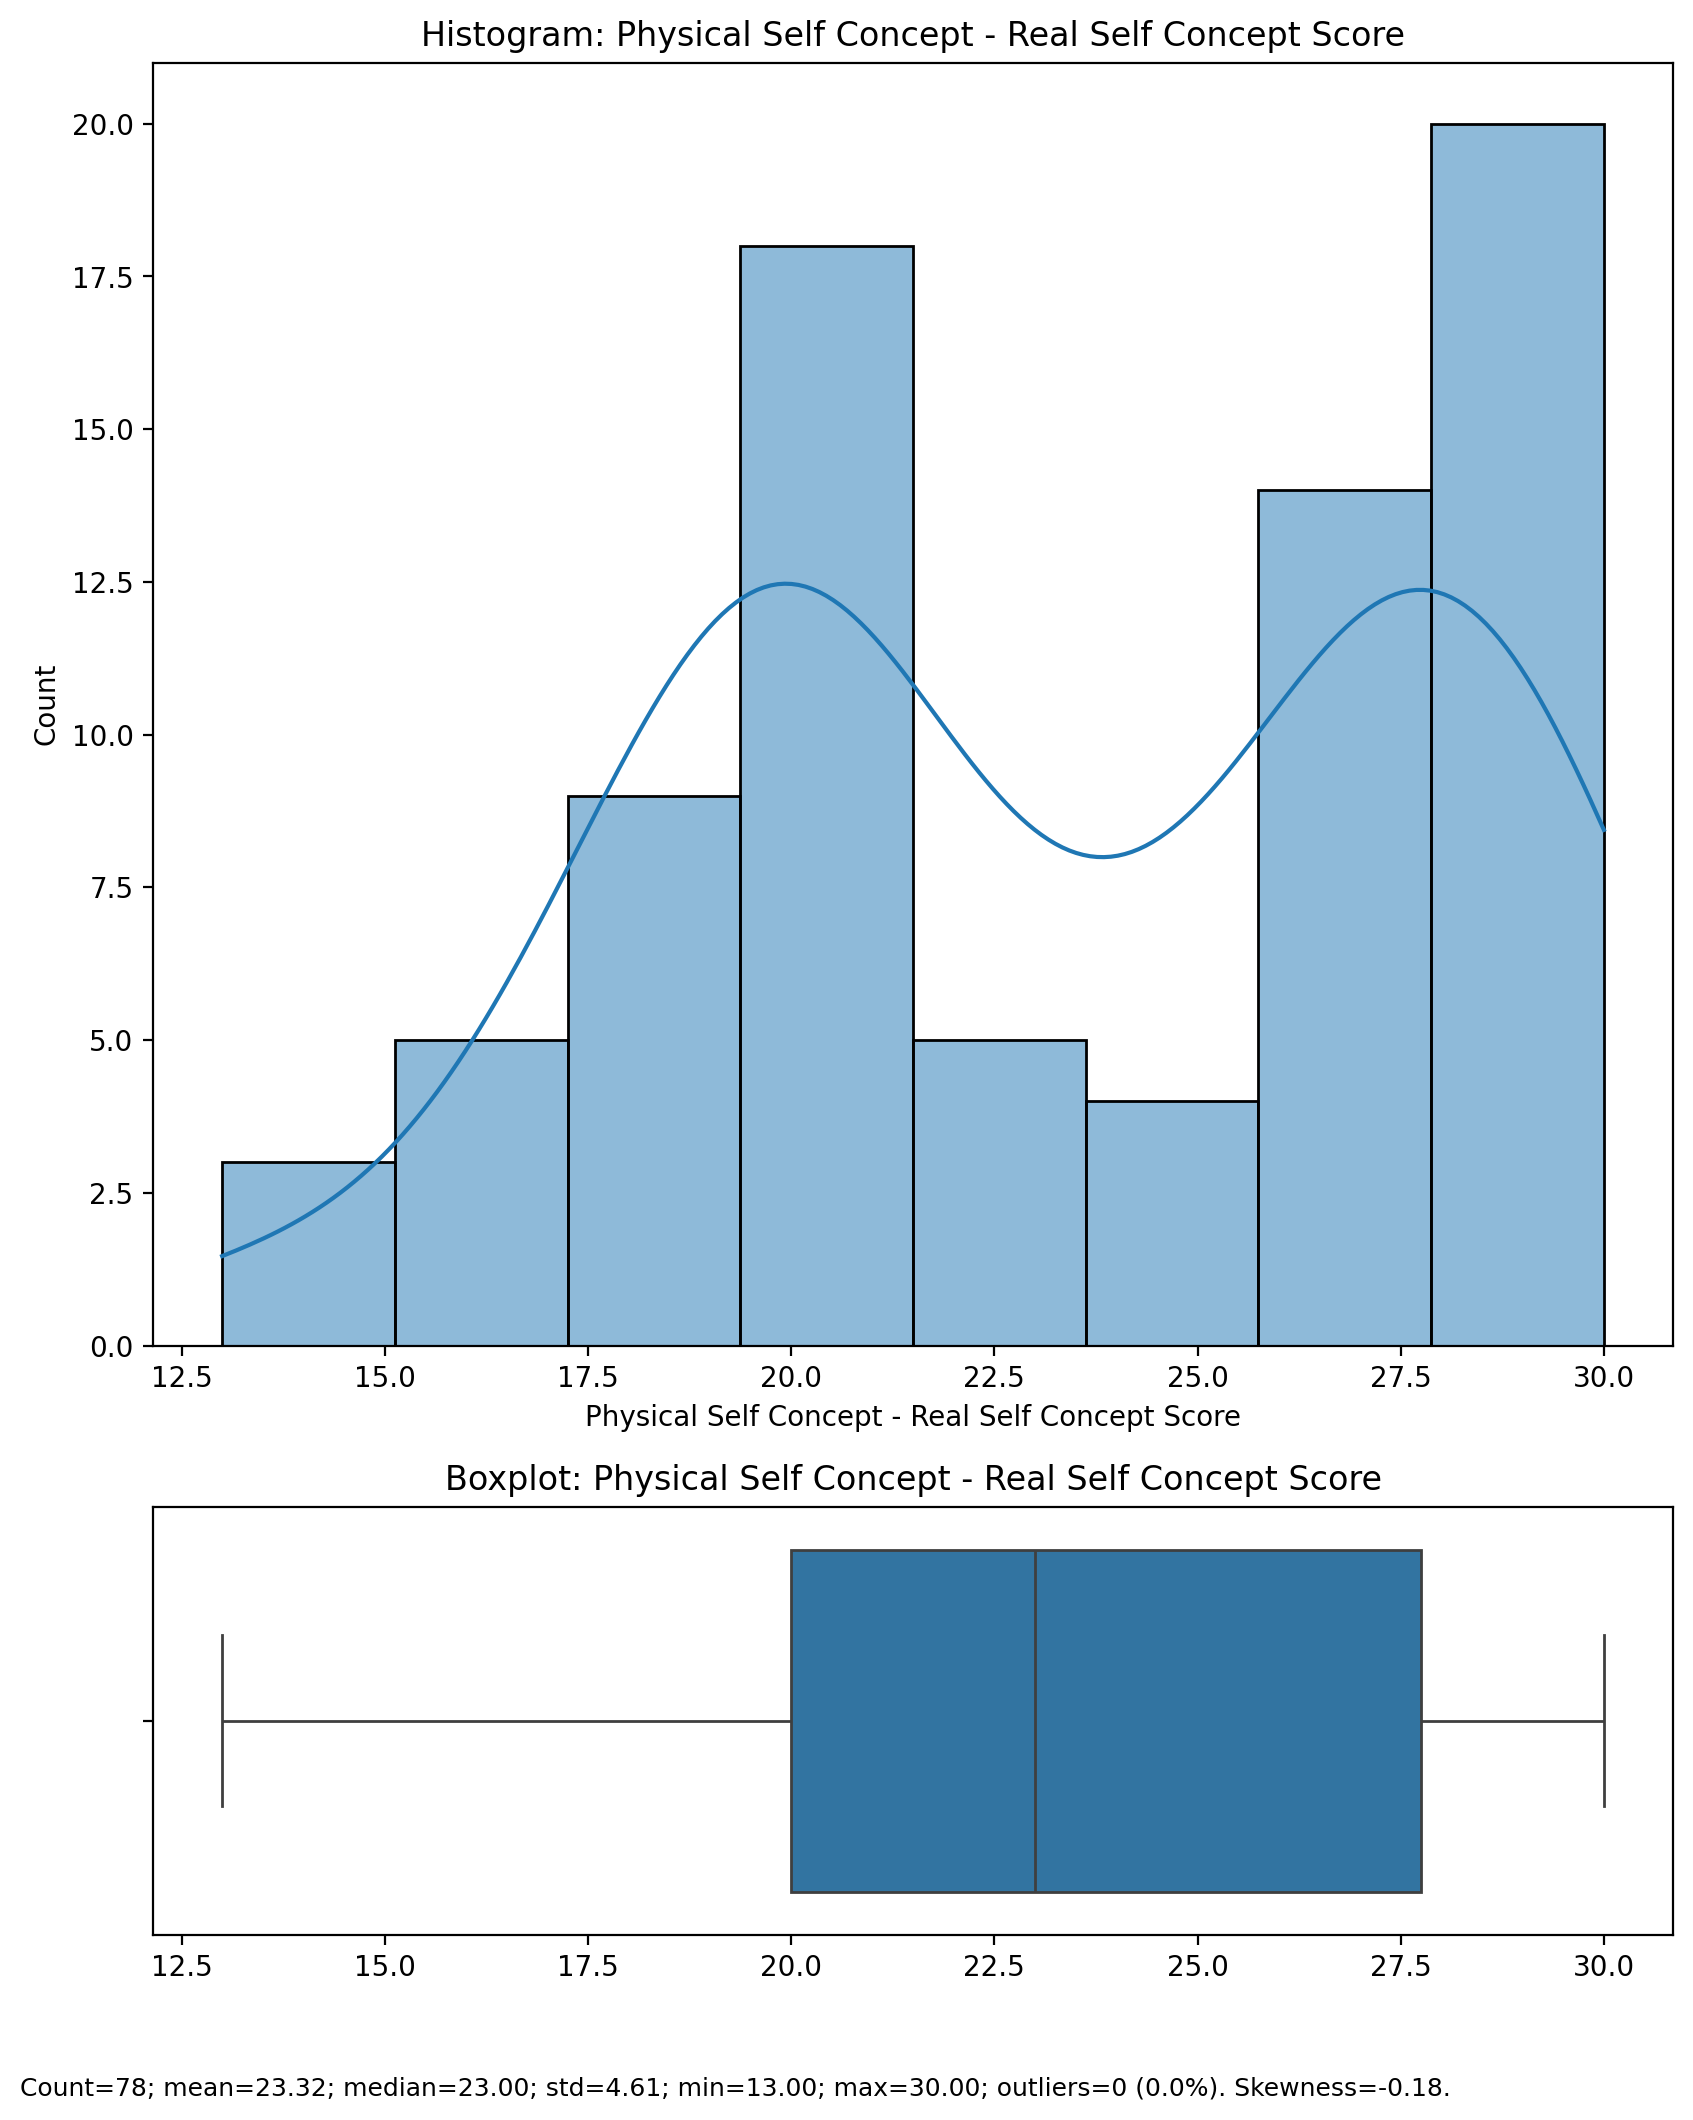 Histogram: Physical Self Concept - Real Self Concept Score
20.0
17.5
15.0
12.5
10.0
7.5
5.0
2.5
0.0
Count
12.5 15.0 17.5 20.0 22.5 25.0 27.5 30.0
Physical Self Concept - Real Self Concept Score
Boxplot: Physical Self Concept - Real Self Concept Score
12.5 15.0 17.5 20.0 22.5 25.0 27.5 30.0
Count=78; mean=23.32; median=23.00; std=4.61; min=13.00; max=30.00; outliers=0 (0.0%). Skewness=-0.18.